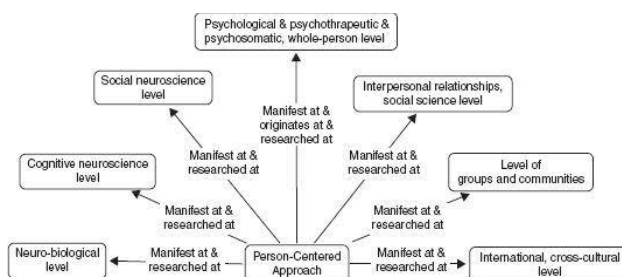 Psychological & psychothrapeutic &
psychosomatic, whole-person level
Social neuroscience
level
Interpersonal relationships,
social science level
Manifest at &
originates at &
researched at
Manifest at &
researched at
Manifest at &
researched at
Cognitive neuroscience
level
Level of
groups and communities
Manifest at &
researched at
Manifest at &
researched at
Neuro-biological
level
Manifest at &
researched at
Person-Centered
Approach
Manifest at &
researched at
International, cross-cultural
level